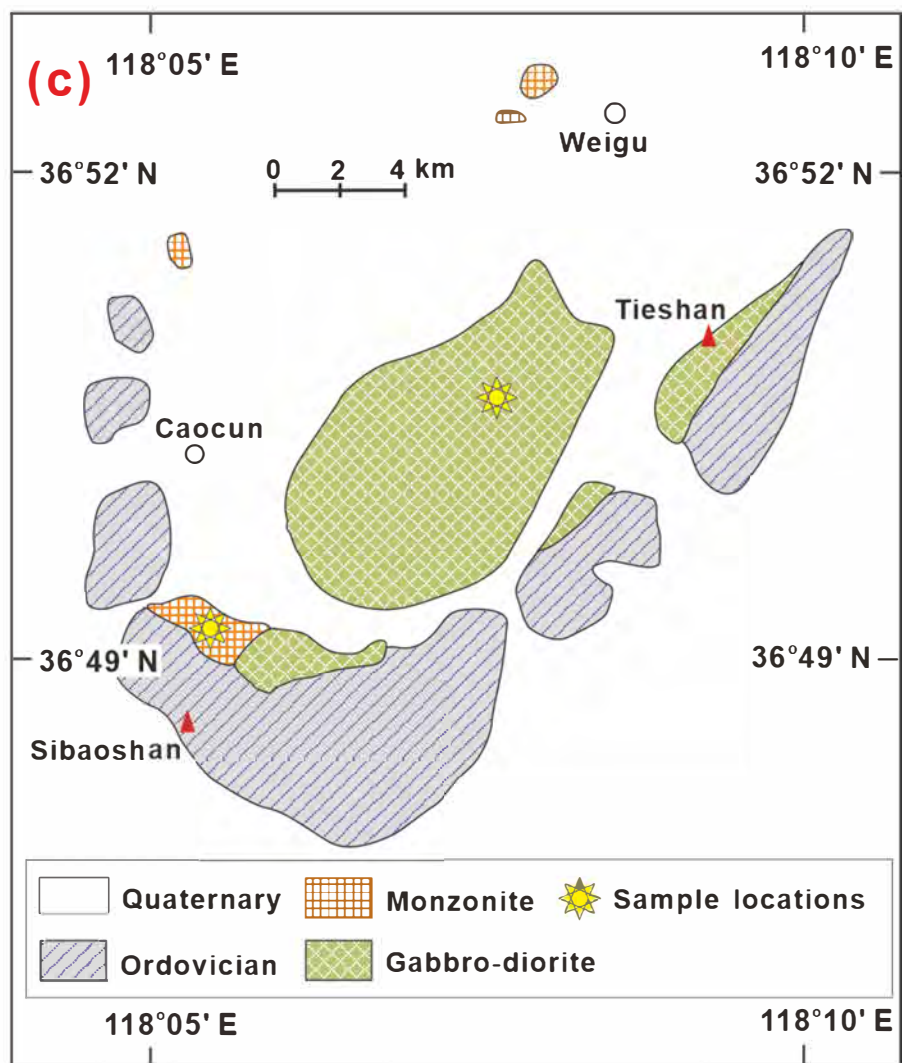 (c)
118°05' E
118°10' E
Weigu
36°52' N
0 2 4 km
36°52' N
Tieshan
Caocun
36°49' N
36°49' N
Sibaoshan
Quaternary
Monzonite
Sample locations
Ordovician
Gabbro-diorite
118°05' E
118°10' E